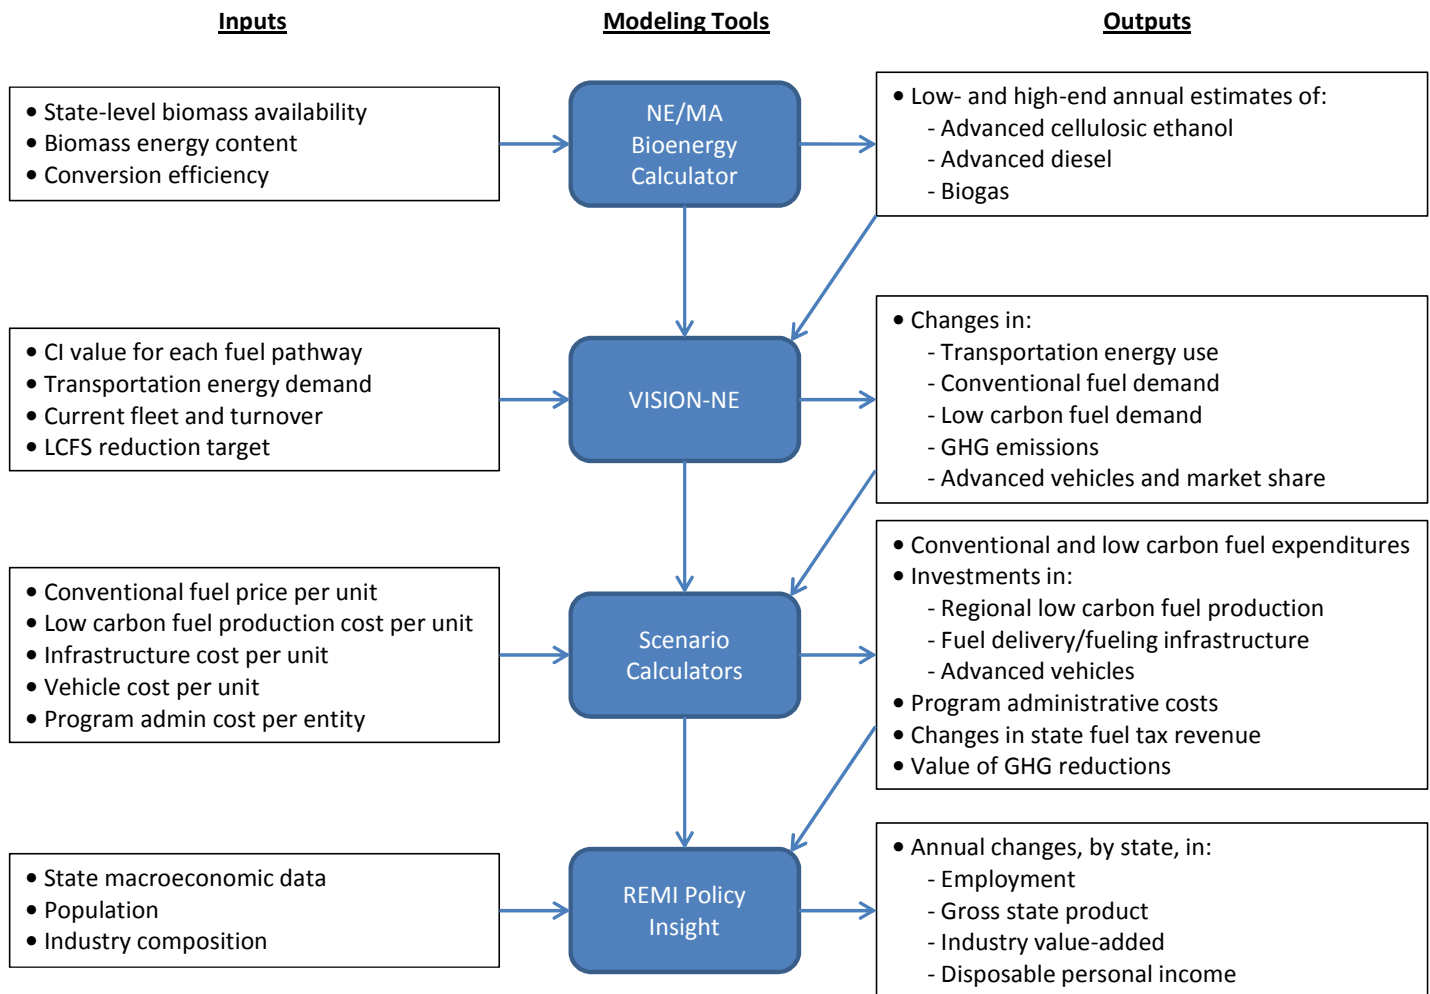 Inputs
Modeling Tools
Outputs
• State-level biomass availability
• Biomass energy content
• Conversion efficiency
NE/MA
Bioenergy
Calculator
• Low- and high-end annual estimates of:
- Advanced cellulosic ethanol
- Advanced diesel
- Biogas
• CI value for each fuel pathway
• Transportation energy demand
• Current fleet and turnover
• LCFS reduction target
VISION-NE
• Changes in:
- Transportation energy use
- Conventional fuel demand
- Low carbon fuel demand
- GHG emissions
- Advanced vehicles and market share
• Conventional fuel price per unit
• Low carbon fuel production cost per unit
• Infrastructure cost per unit
• Vehicle cost per unit
• Program admin cost per entity
Scenario
Calculators
• Conventional and low carbon fuel expenditures
• Investments in:
- Regional low carbon fuel production
- Fuel delivery/fueling infrastructure
- Advanced vehicles
• Program administrative costs
• Changes in state fuel tax revenue
• Value of GHG reductions
• State macroeconomic data
• Population
• Industry composition
REMI Policy
Insight
• Annual changes, by state, in:
- Employment
- Gross state product
- Industry value-added
- Disposable personal income